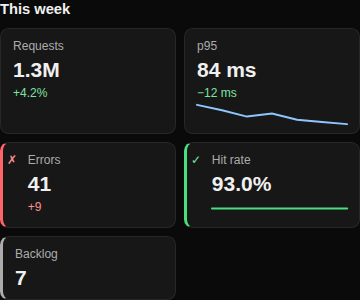 This week
Requests
1.3M
+4.2%
p95
84 ms
−12 ms
✗ Errors
41
+9
✓ Hit rate
93.0%
Backlog
7